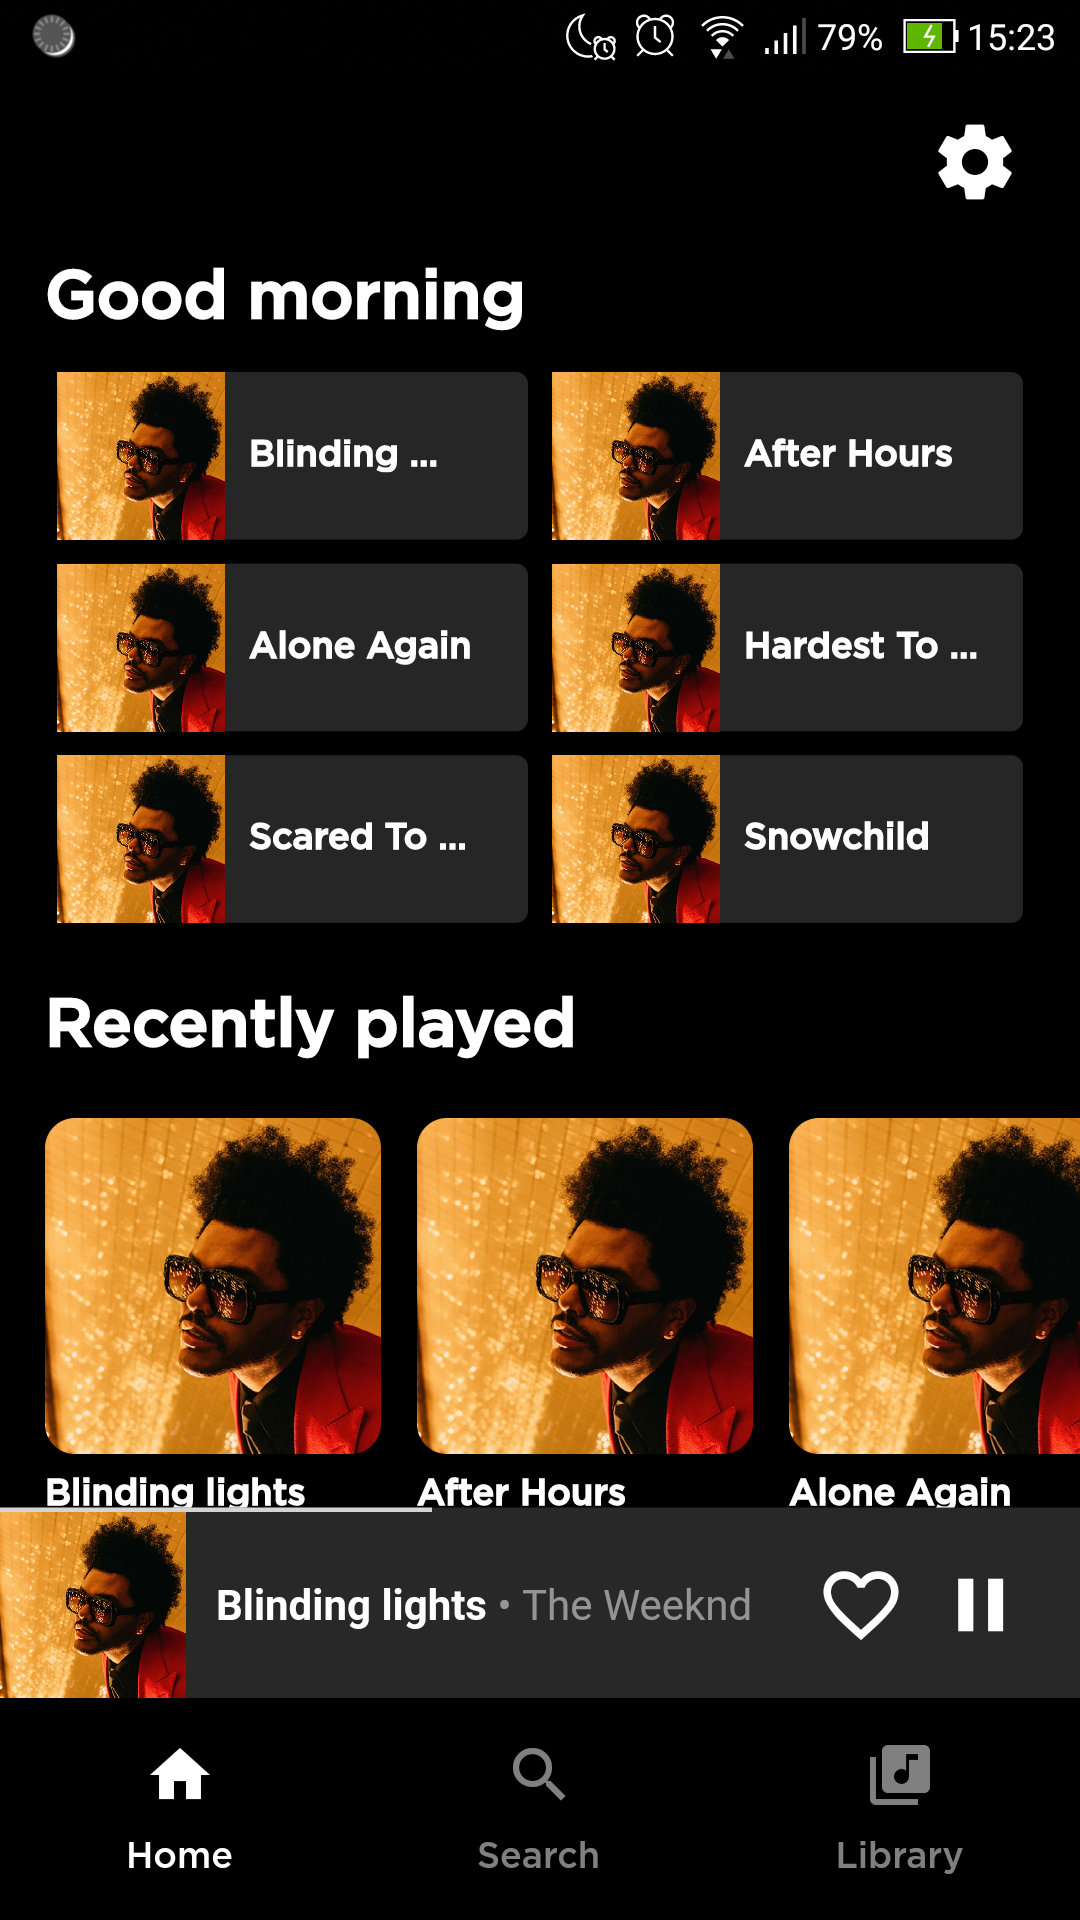 79% 15:23
Good morning
Blinding ... After Hours
Alone Again Hardest To ...
Scared To ... Snowchild
Recently played
Blinding lights After Hours Alone Again
Blinding lights • The Weeknd
Home Search Library